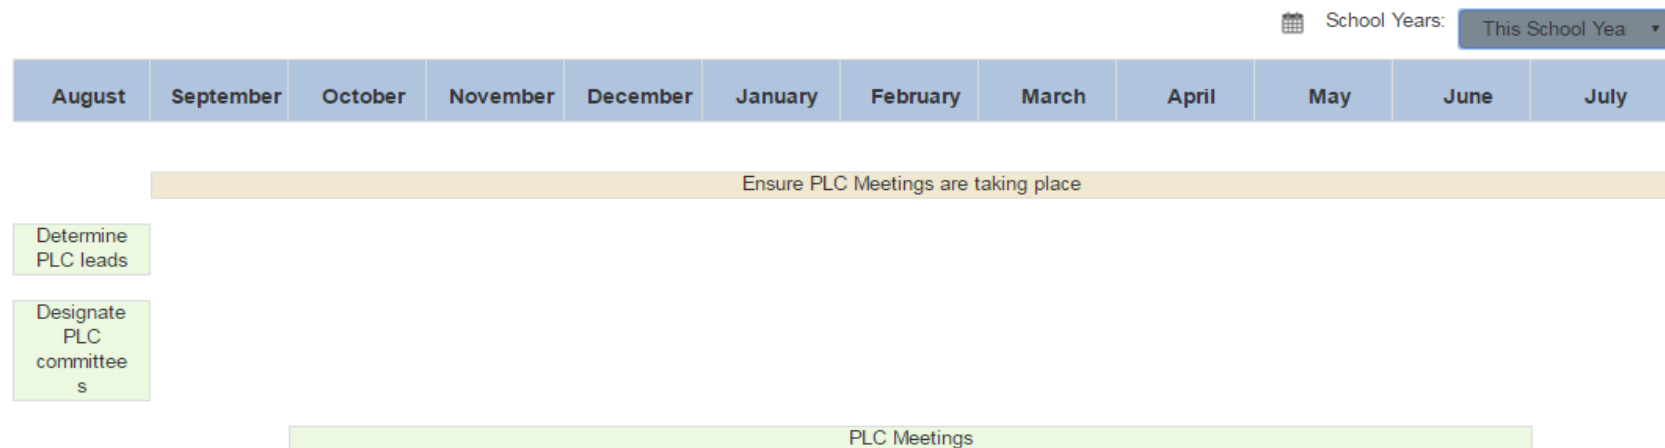 School Years: This School Yea
August September October November December January February March April May June July
Ensure PLC Meetings are taking place
Determine
PLC leads
Designate
PLC
committee
s
PLC Meetings